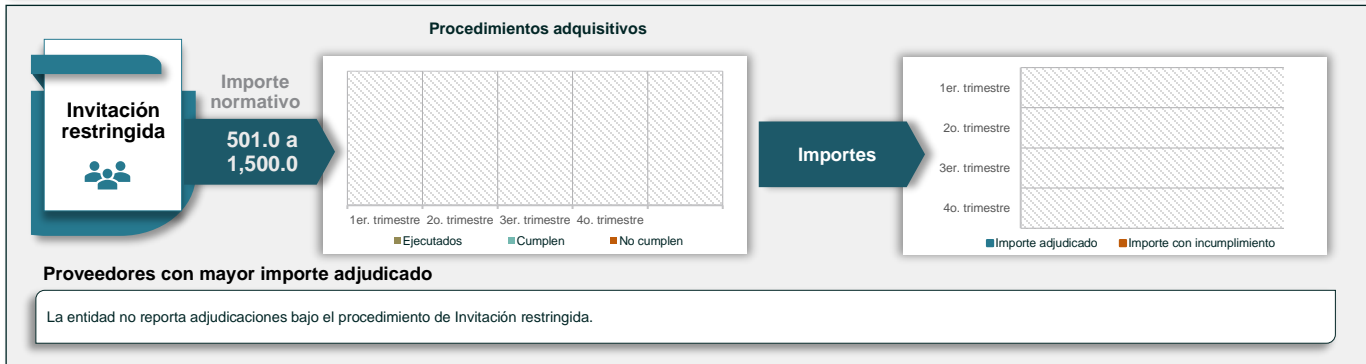 Procedimientos adquisitivos
Invitación
restringida
Importe
normativo
501.0 a
1,500.0
1er. trimestre 2o. trimestre 3er. trimestre 4o. trimestre
Ejecutados Cumplen No cumplen
Importes
1er. trimestre
2o. trimestre
3er. trimestre
4o. trimestre
Importe adjudicado Importe con incumplimiento
Proveedores con mayor importe adjudicado
La entidad no reporta adjudicaciones bajo el procedimiento de Invitación restringida.